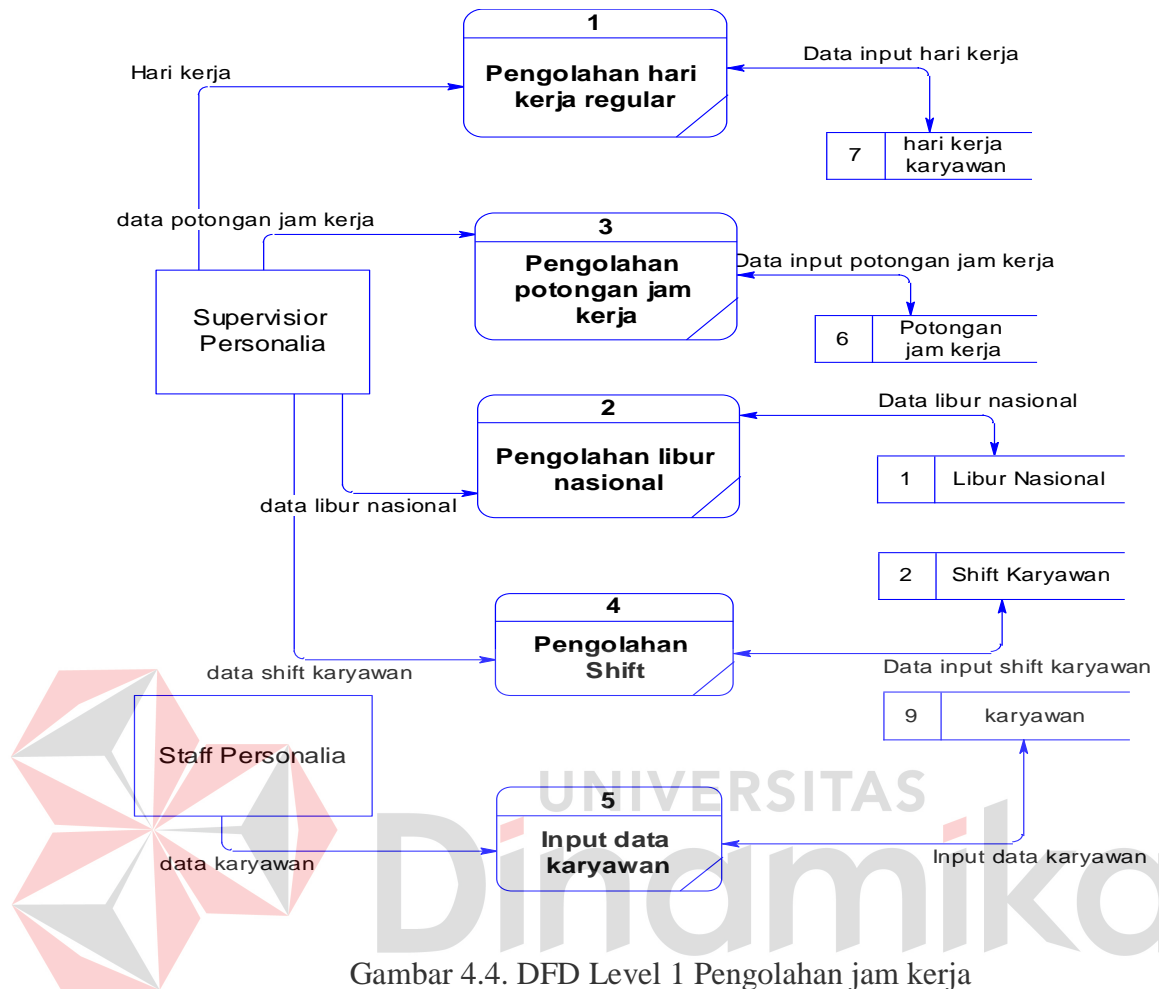 1
Pengolahan hari
kerja regular
Hari kerja
Data input hari kerja
7
hari kerja
karyawan
data potongan jam kerja
3
Pengolahan
potongan jam
kerja
Data input potongan jam kerja
6
Potongan
jam kerja
Supervisior
Personalia
2
Pengolahan libur
nasional
Data libur nasional
1
Libur Nasional
data libur nasional
2
Shift Karyawan
4
Pengolahan
Shift
data shift karyawan
Data input shift karyawan
9
karyawan
Staff Personalia
5
Input data
karyawan
data karyawan
Input data karyawan
UNIVERSITAS
Dinamika
Gambar 4.4. DFD Level 1 Pengolahan jam kerja